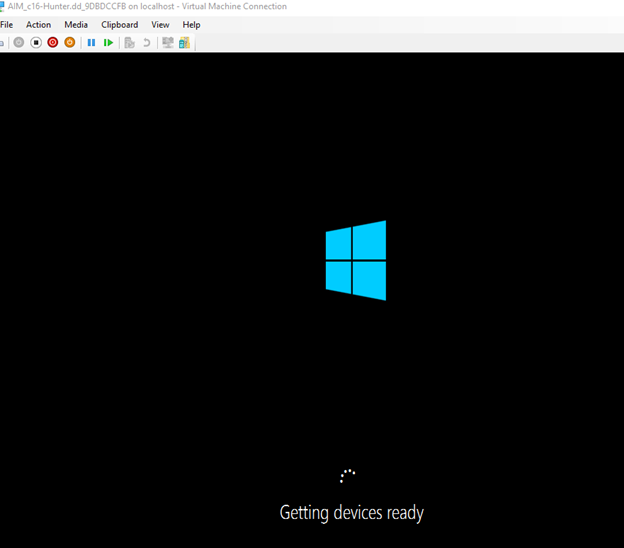 AIM_c16-Hunter.dd_9DBDCCFB on localhost - Virtual Machine Connection
File Action Media Clipboard View Help
Getting devices ready